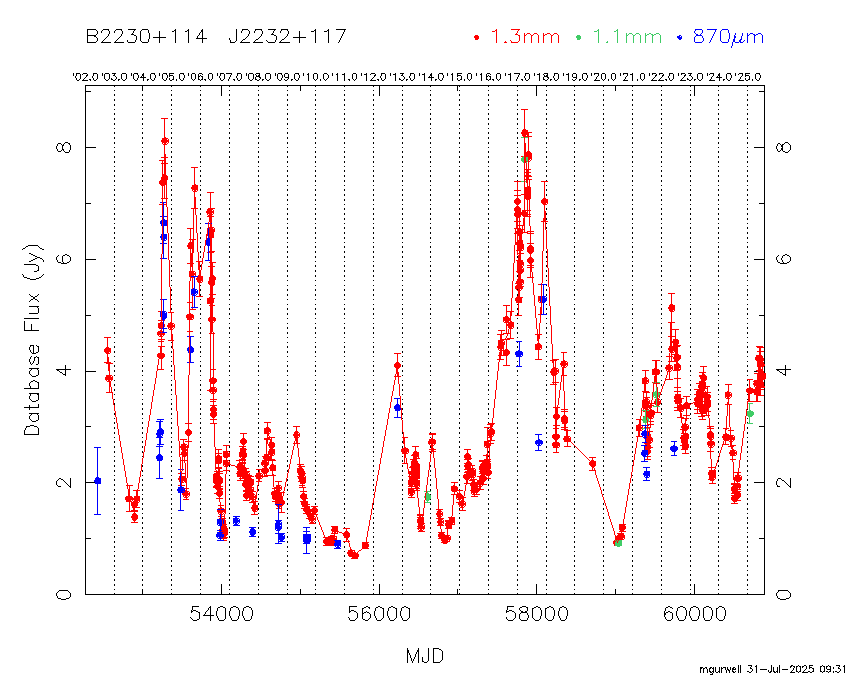 B2230+114 J2232+117 1.3mm 1.1mm 870μm
'02.0 '03.0 '04.0 '05.0 '06.0 '07.0 '08.0 '09.0 '10.0 '11.0 '12.0 '13.0 '14.0 '15.0 '16.0 '17.0 '18.0 '19.0 '20.0 '21.0 '22.0 '23.0 '24.0 '25.0
8 8
6 6
Database Flux (Jy)
4 4
2 2
0 0
54000 56000 58000 60000
MJD
mgurwell 31-Jul-2025 09:31